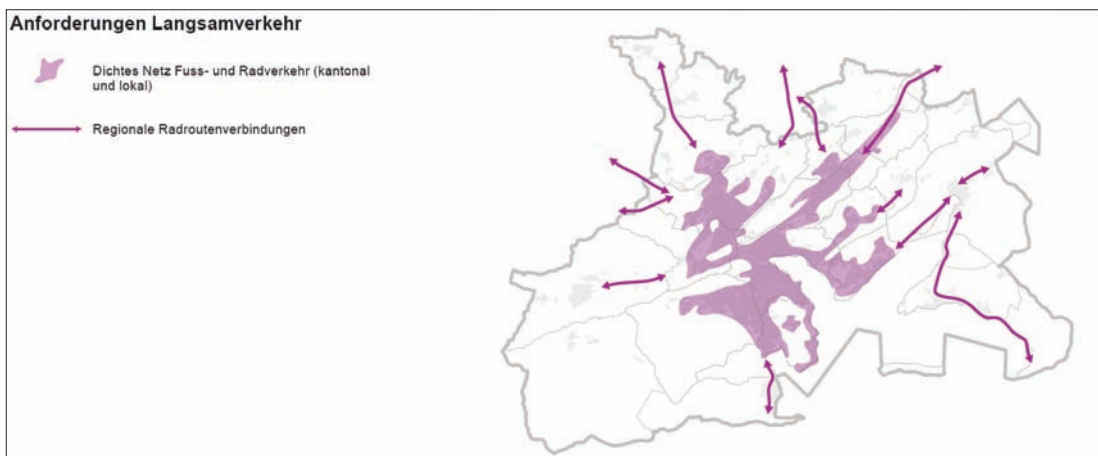 Anforderungen Langsamverkehr
Dichtes Netz Fuss- und Radverkehr (kantonal
und lokal)
Regionale Radroutenverbindungen